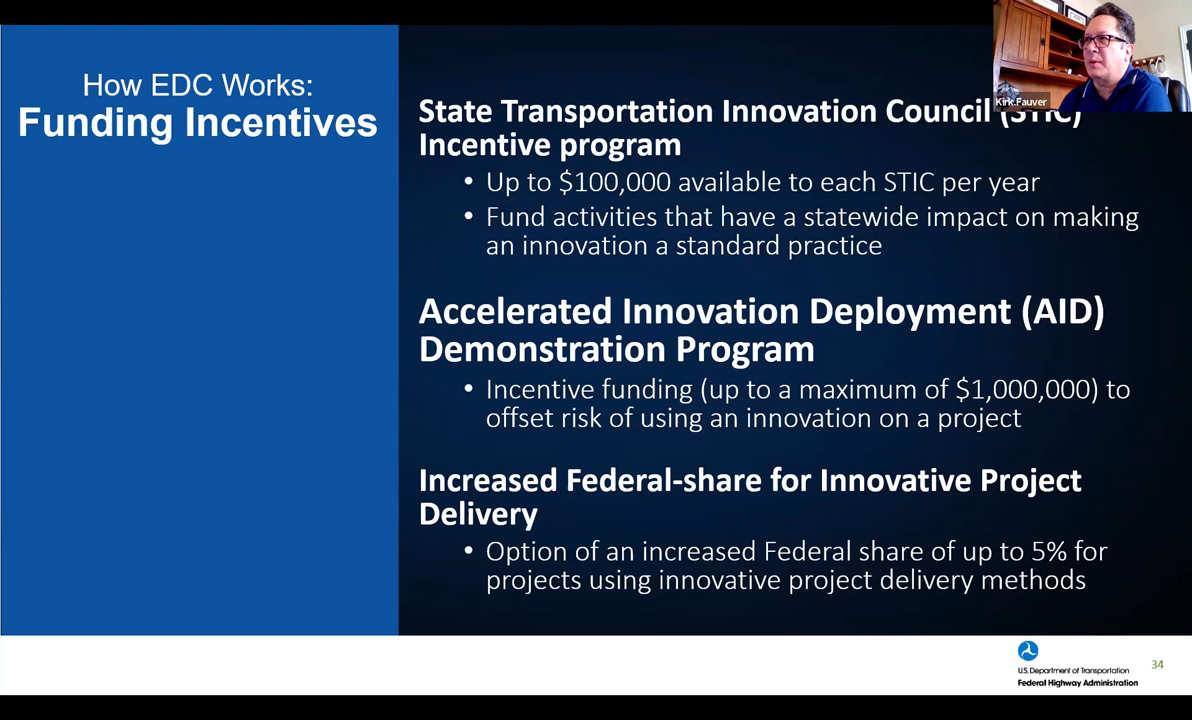 How EDC Works:
Funding Incentives
Kirk.Fauver
State Transportation Innovation Council (STIC)
Incentive program
• Up to $100,000 available to each STIC per year
• Fund activities that have a statewide impact on making
an innovation a standard practice
Accelerated Innovation Deployment (AID)
Demonstration Program
• Incentive funding (up to a maximum of $1,000,000) to
offset risk of using an innovation on a project
Increased Federal-share for Innovative Project
Delivery
• Option of an increased Federal share of up to 5% for
projects using innovative project delivery methods
U.S. Department of Transportation
Federal Highway Administration
34